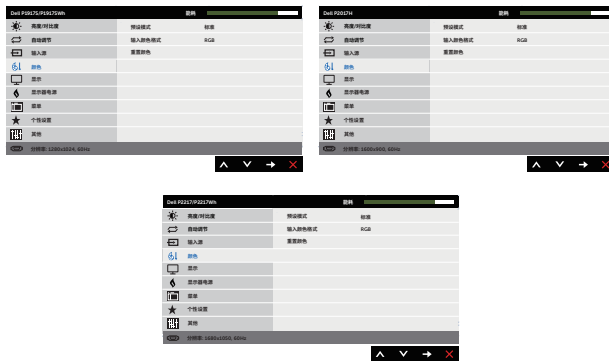 Dell P1917S/P1917SWh 能耗
亮度/对比度 预设模式 标准
自动调节 输入颜色格式 RGB
输入源 重置颜色
颜色
显示
显示器电源
菜单
个性设置
其他
分辨率: 1280x1024, 60Hz
Dell P2017H 能耗
亮度/对比度 预设模式 标准
自动调节 输入颜色格式 RGB
输入源 重置颜色
颜色
显示
显示器电源
菜单
个性设置
其他
分辨率: 1600x900, 60Hz
Dell P2217/P2217Wh 能耗
亮度/对比度 预设模式 标准
自动调节 输入颜色格式 RGB
输入源 重置颜色
颜色
显示
显示器电源
菜单
个性设置
其他
分辨率: 1680x1050, 60Hz